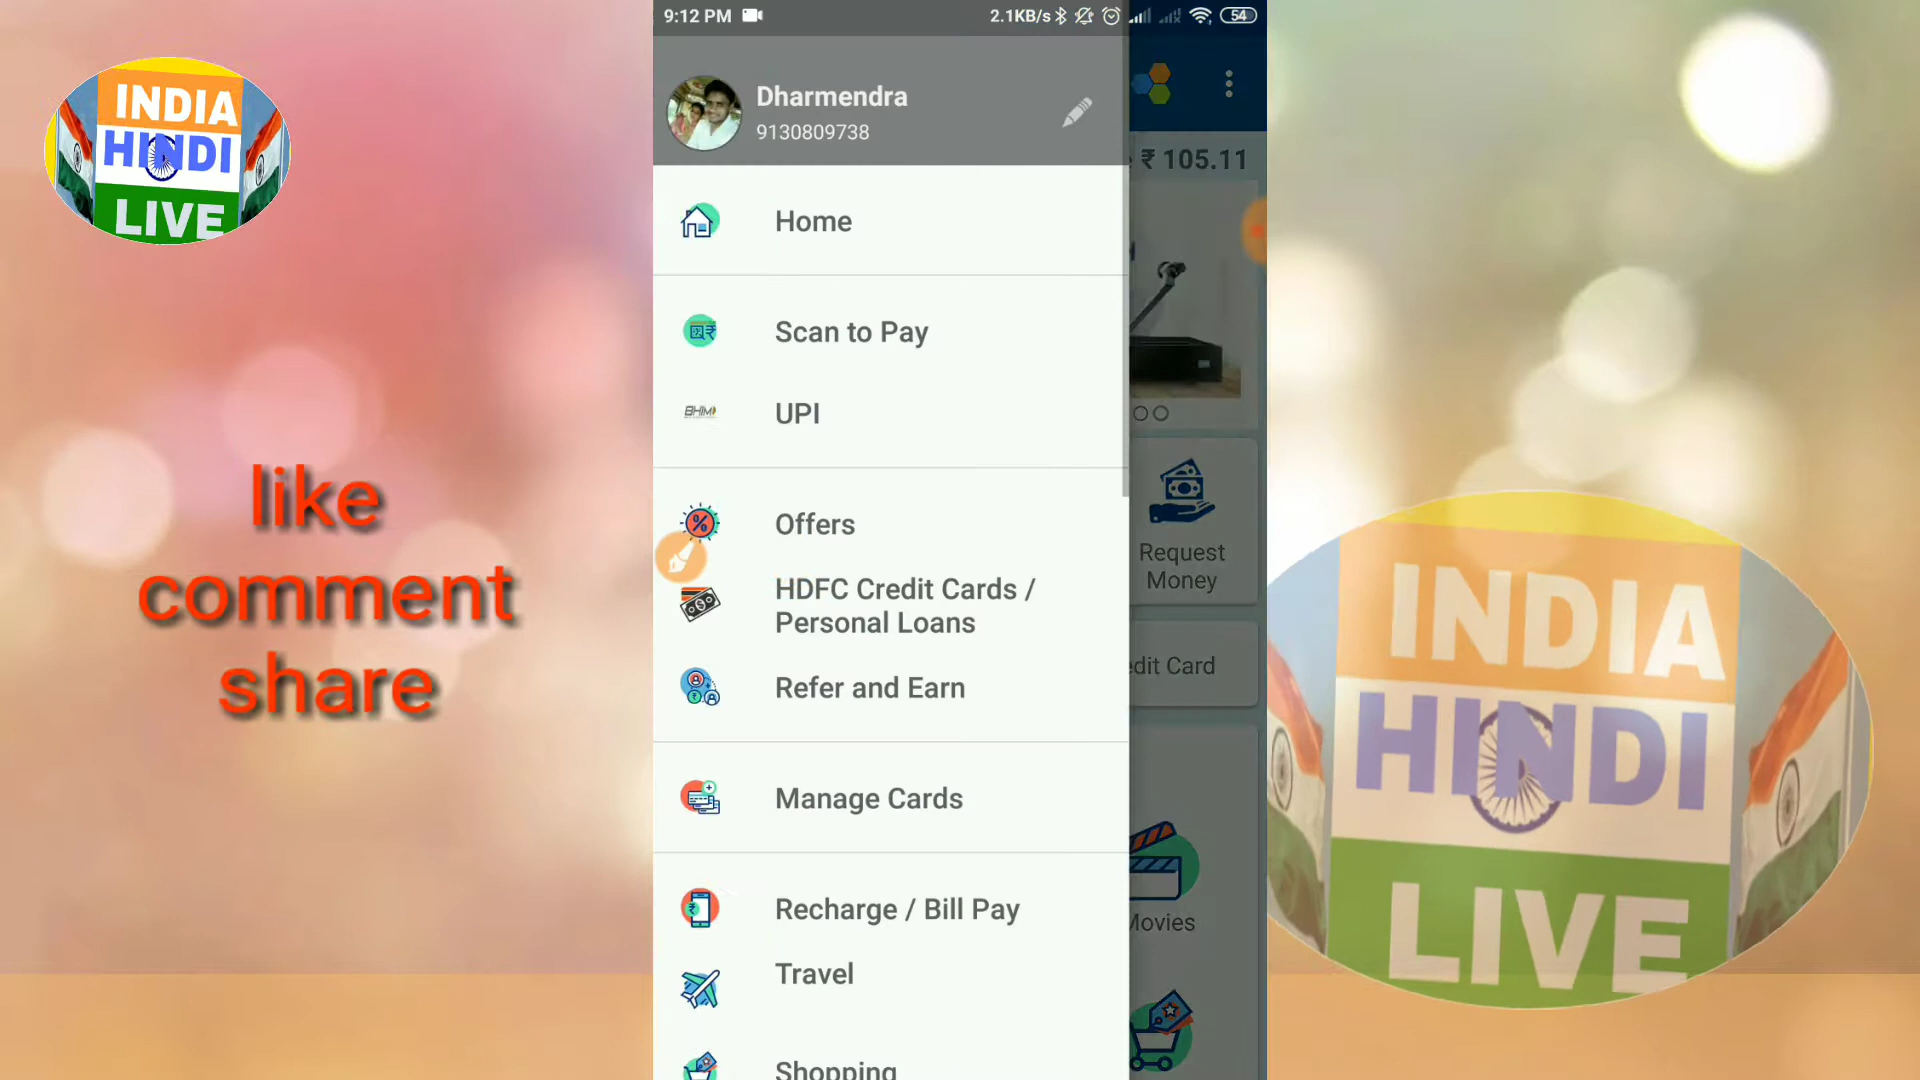 INDIA
HINDI
LIVE
like
comment
share
9:12 PM
2.1KB/s
54
Dharmendra
9130809738
₹ 105.11
Home
Scan to Pay
BHIM
UPI
Offers
HDFC Credit Cards /
Personal Loans
Refer and Earn
Manage Cards
Recharge / Bill Pay
Travel
Shopping
Request
Money
edit Card
Movies
INDIA
HINDI
LIVE